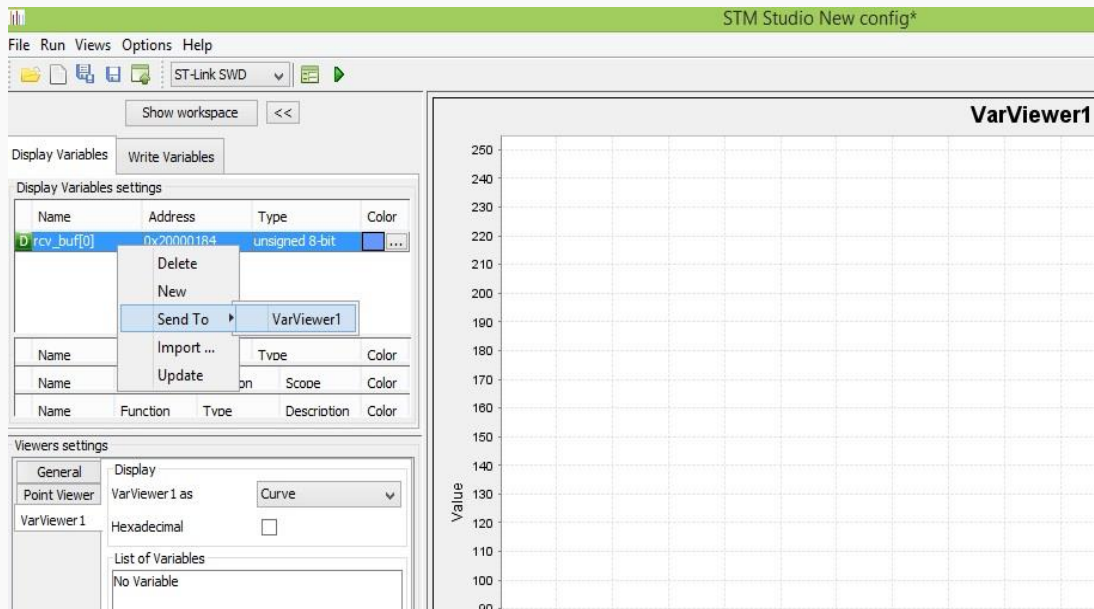 STM Studio New config*
File Run Views Options Help
ST-Link SWD
Show workspace <<
Display Variables Write Variables
Display Variables settings
Name Address Type Color
D rcv_buf[0] 0x20000184 unsigned 8-bit ...
Delete
New
Send To VarViewer1
Import ...
Update
Name Type Color
Name on Scope Color
Name Function Type Description Color
Viewers settings
General
Point Viewer
VarViewer1
Display
VarViewer1 as Curve
Hexadecimal
List of Variables
No Variable
VarViewer1
250
240
230
220
210
200
190
180
170
160
150
140
130
120
110
100
90
Value